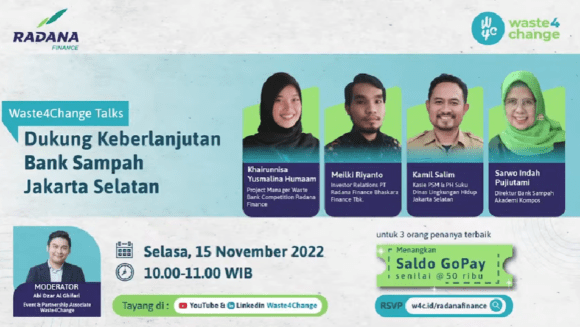 RADANA
FINANCE
waste4
change
Waste4Change Talks
Dukung Keberlanjutan
Bank Sampah
Jakarta Selatan
Khairunnisa
Yusmalina Humaam
Project Manager Waste
Bank Competition Radana
Finance
Meilki Riyanto
Investor Relations PT
Radana Finance Bhaskara
Finance Tbk.
Kamil Salim
Kasie PSM & PH Suku
Dinas Lingkungan Hidup
Jakarta Selatan
Sarwo Indah
Pujiutami
Direktur Bank Sampah
Akademi Kompos
MODERATOR
Abi Dzar Al Ghifari
Event & Partnership Associate
Waste4Change
Selasa, 15 November 2022
10.00-11.00 WIB
Tayang di:
YouTube & LinkedIn Waste4Change
untuk 3 orang penanya terbaik
Menangkan
Saldo GoPay
senilai @50 ribu
RSVP
w4c.id/radanafinance